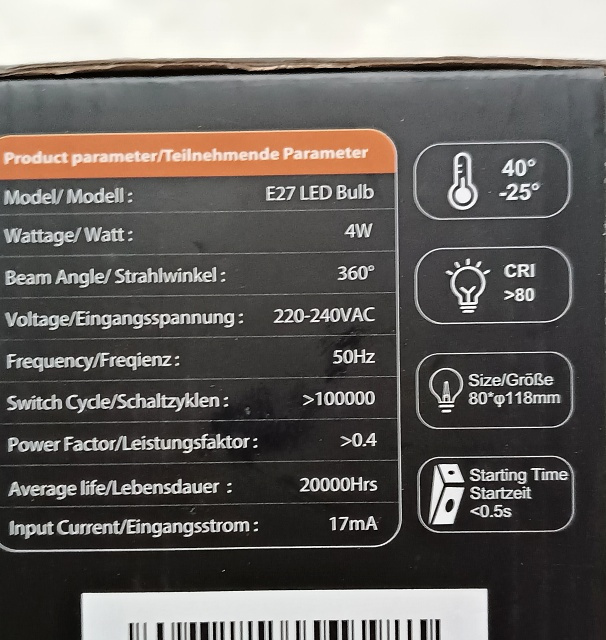 Product parameter/Teilnehmende Parameter
Model/ Modell : E27 LED Bulb
Wattage/ Watt : 4W
Beam Angle/ Strahlwinkel : 360°
Voltage/Eingangsspannung : 220-240VAC
Frequency/Freqienz : 50Hz
Switch Cycle/Schaltzyklen : >100000
Power Factor/Leistungsfaktor : >0.4
Average life/Lebensdauer : 20000Hrs
Input Current/Eingangsstrom : 17mA
40°
-25°
CRI
>80
Size/Größe
80*φ118mm
Starting Time
Startzeit
<0.5s